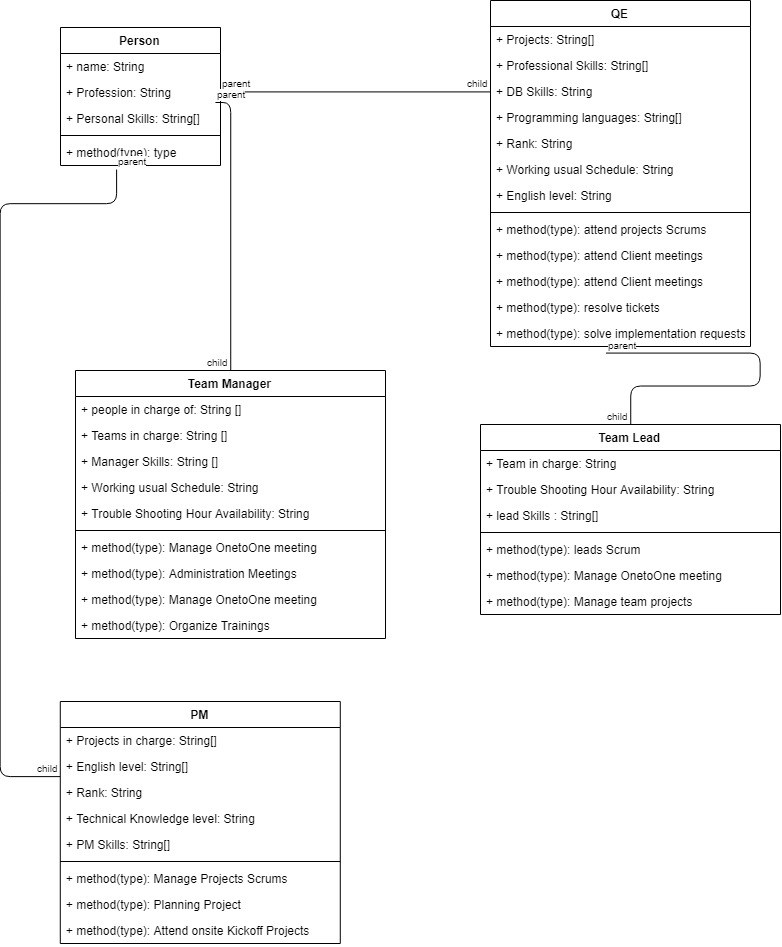 Person
+ name: String
+ Profession: String
+ Personal Skills: String[]
+ method(type): type
parent
parent
parent
child
QE
+ Projects: String[]
+ Professional Skills: String[]
+ DB Skills: String
+ Programming languages: String[]
+ Rank: String
+ Working usual Schedule: String
+ English level: String
+ method(type): attend projects Scrums
+ method(type): attend Client meetings
+ method(type): attend Client meetings
+ method(type): resolve tickets
+ method(type): solve implementation requests
parent
child
child
Team Manager
+ people in charge of: String []
+ Teams in charge: String []
+ Manager Skills: String []
+ Working usual Schedule: String
+ Trouble Shooting Hour Availability: String
+ method(type): Manage OnetoOne meeting
+ method(type): Administration Meetings
+ method(type): Manage OnetoOne meeting
+ method(type): Organize Trainings
Team Lead
+ Team in charge: String
+ Trouble Shooting Hour Availability: String
+ lead Skills : String[]
+ method(type): leads Scrum
+ method(type): Manage OnetoOne meeting
+ method(type): Manage team projects
child
PM
+ Projects in charge: String[]
+ English level: String[]
+ Rank: String
+ Technical Knowledge level: String
+ PM Skills: String[]
+ method(type): Manage Projects Scrums
+ method(type): Planning Project
+ method(type): Attend onsite Kickoff Projects